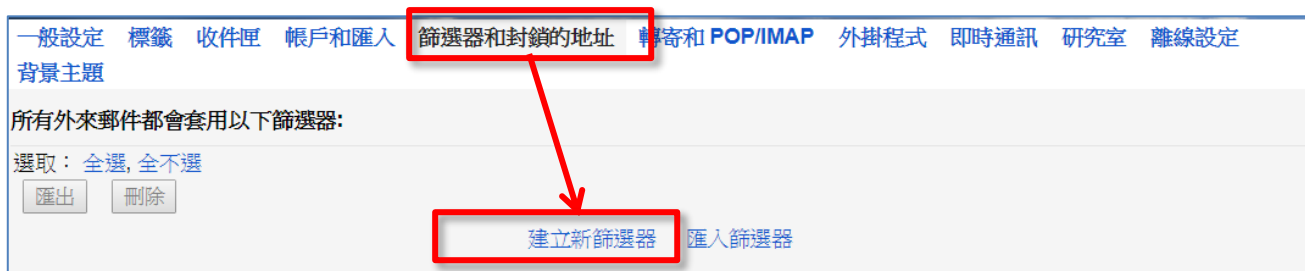 一般設定 標籤 收件匣 帳戶和匯入 篩選器和封鎖的地址 轉寄和 POP/IMAP 外掛程式 即時通訊 研究室 離線設定
背景主題
所有外來郵件都會套用以下篩選器:
選取： 全選, 全不選
匯出 刪除
建立新篩選器 匯入篩選器